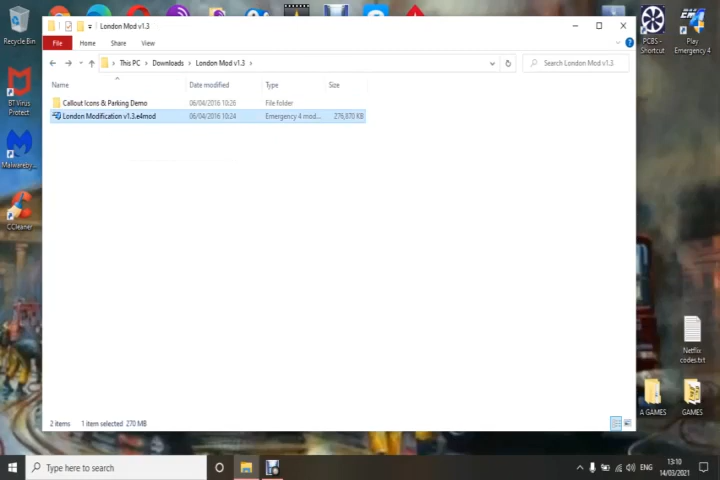 London Mod v1.3
File Home Share View
This PC > Downloads > London Mod v1.3 >
Search London Mod v1.3
Name Date modified Type Size
Callout Icons & Parking Demo 06/04/2016 10:26 File folder
London Modification v1.3.e4mod 06/04/2016 10:24 Emergency 4 mod... 276,870 KB
2 items 1 item selected 270 MB
Recycle Bin
BT Virus
Protect
Malwareby...
CCleaner
PCBS -
Shortcut
Play
Emergency 4
Netflix
codes.txt
A GAMES
GAMES
Type here to search
ENG
13:10
14/03/2021